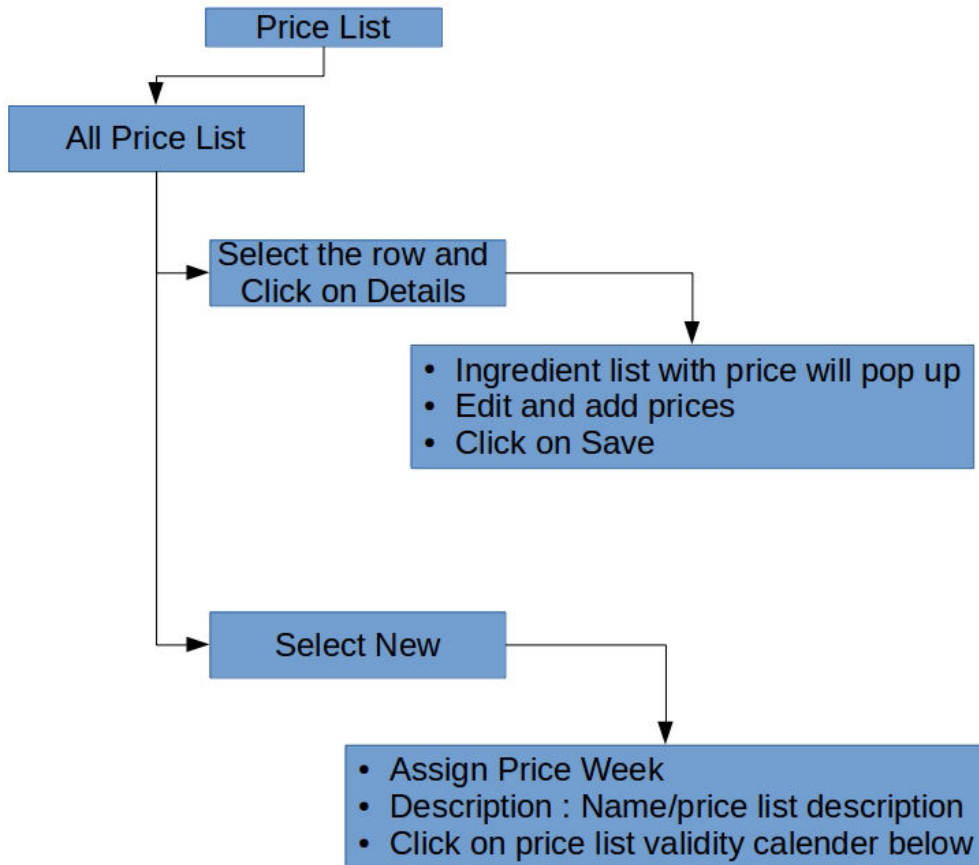 Price List
All Price List
Select the row and
Click on Details
• Ingredient list with price will pop up
• Edit and add prices
• Click on Save
Select New
• Assign Price Week
• Description : Name/price list description
• Click on price list validity calender below